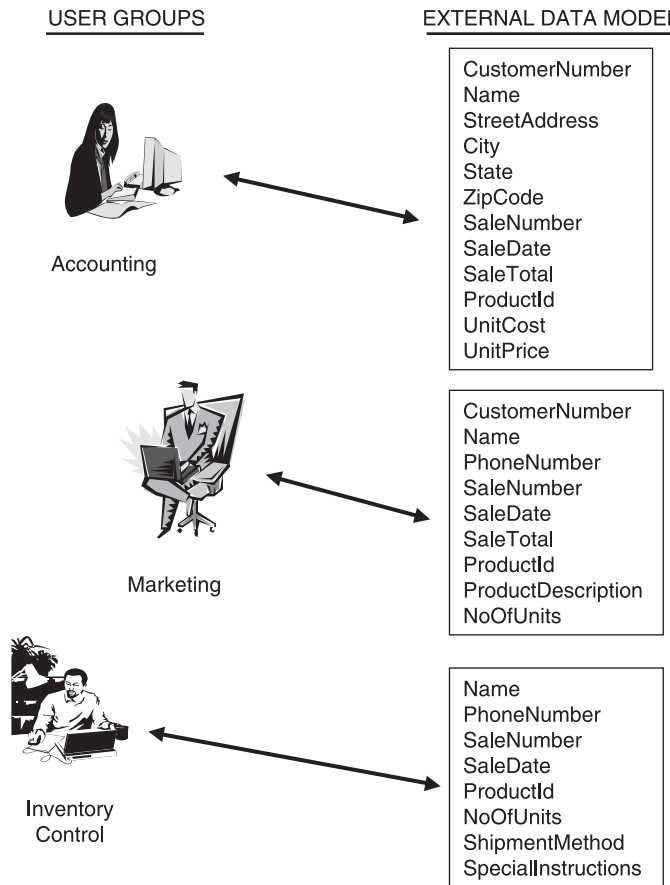 USER GROUPS
EXTERNAL DATA MODEL
Accounting
CustomerNumber
Name
StreetAddress
City
State
ZipCode
SaleNumber
SaleDate
SaleTotal
ProductId
UnitCost
UnitPrice
Marketing
CustomerNumber
Name
PhoneNumber
SaleNumber
SaleDate
SaleTotal
ProductId
ProductDescription
NoOfUnits
Inventory
Control
Name
PhoneNumber
SaleNumber
SaleDate
ProductId
NoOfUnits
ShipmentMethod
SpecialInstructions